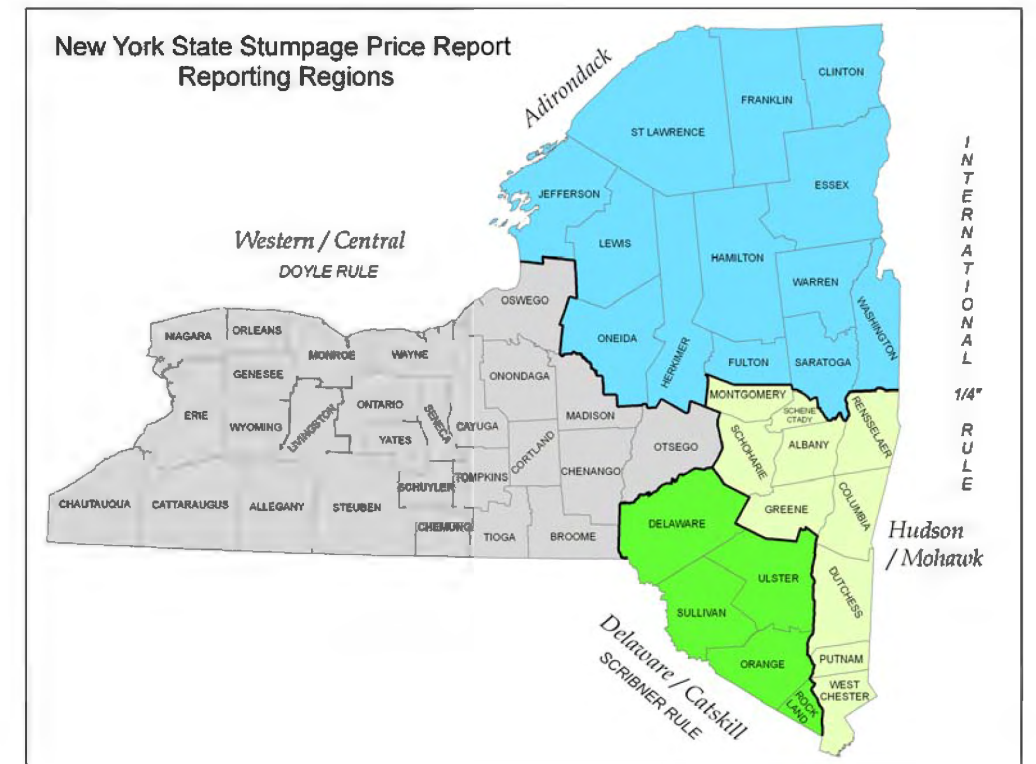 New York State Stumpage Price Report
Reporting Regions
Adirondack
CLINTON
FRANKLIN
ST LAWRENCE
ESSEX
JEFFERSON
LEWIS
HAMILTON
WARREN
WASHINGTON
ONEIDA
HERKIMER
FULTON
SARATOGA
INTERNATIONAL
1/4"
RULE
Western / Central
DOYLE RULE
OSWEGO
NIAGARA
ORLEANS
MONROE
WAYNE
GENESEE
ONONDAGA
ERIE
WYOMING
LIVINGSTON
ONTARIO
SENECA
CAYUGA
YATES
CORTLAND
MADISON
CHENANGO
OTSEGO
CHAUTAUQUA
CATTARAUGUS
ALLEGANY
STEUBEN
SCHUYLER
TOMPKINS
CHEMUNG
TIOGA
BROOME
MONTGOMERY
SCHENE
CTADY
RENSSELAER
SCHOHARIE
ALBANY
GREENE
COLUMBIA
Hudson
/ Mohawk
DUTCHESS
PUTNAM
WEST
CHESTER
DELAWARE
ULSTER
SULLIVAN
ORANGE
ROCK
LAND
Delaware / Catskill
SCRIBNER RULE